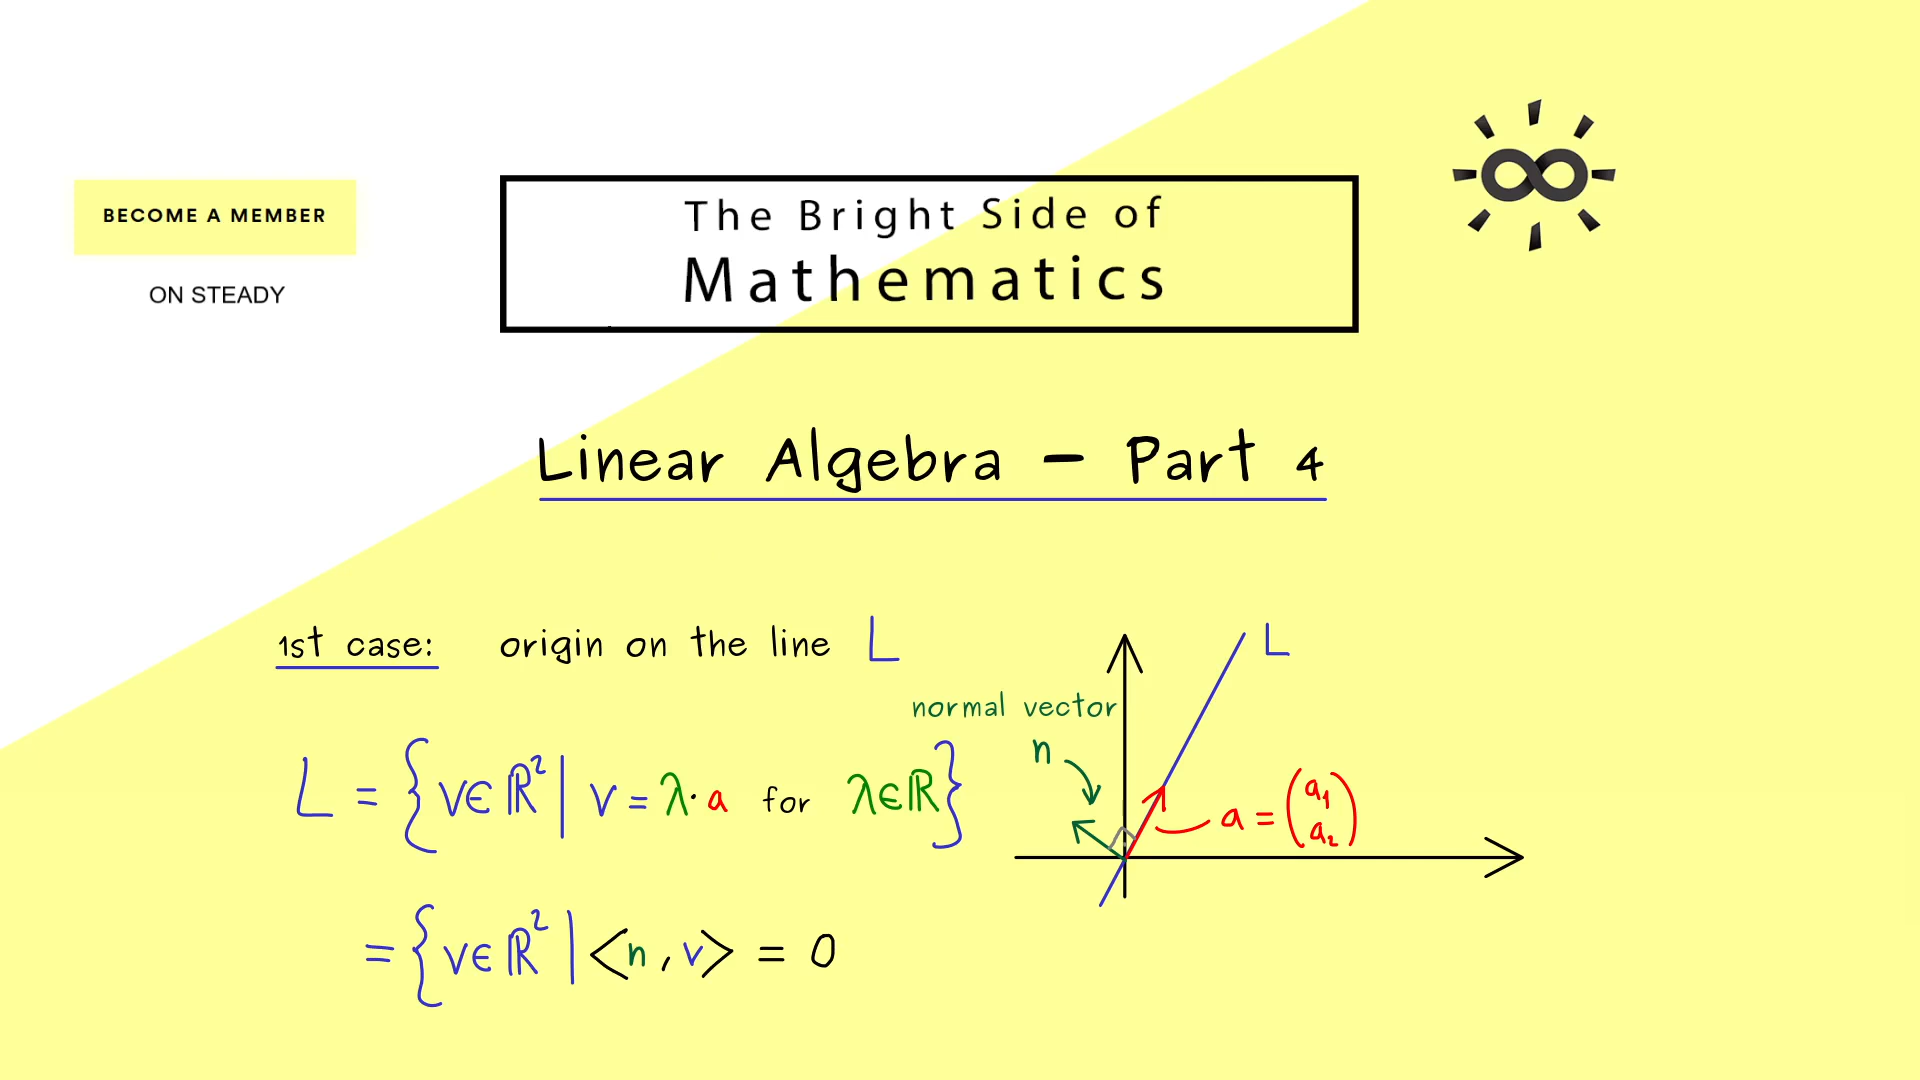 BECOME A MEMBER
ON STEADY
The Bright Side of
Mathematics
Linear Algebra – Part 4
1st case: origin on the line L
L = {v∈ℝ² | v = λ·a for λ∈ℝ}
= {v∈ℝ² | <n, v> = 0
L
normal vector
n
a = (a₁
a₂)